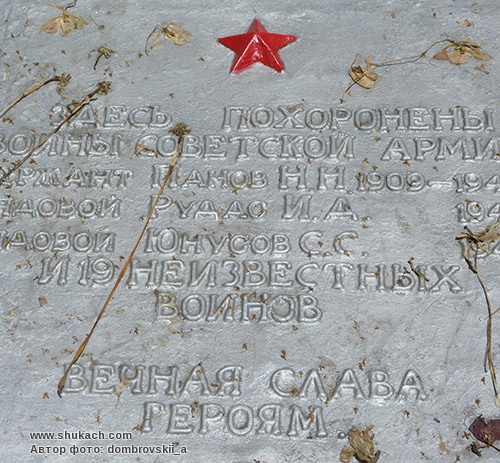 ЗДЕСЬ ПОХОРОНЕНЫ
ВОИНЫ СОВЕТСКОЙ АРМИ
РЖАНТ ПАНОВ Н.Н. 1909-194
ЯДОВОЙ РУДДО И.Д. 194
ЯДОВОЙ ЮНУСОВ С.С.
И 19 НЕИЗВЕСТНЫХ
ВОИНОВ
ВЕЧНАЯ СЛАВА
ГЕРОЯМ.
www.shukach.com
Автор фото: dombrovskii_a